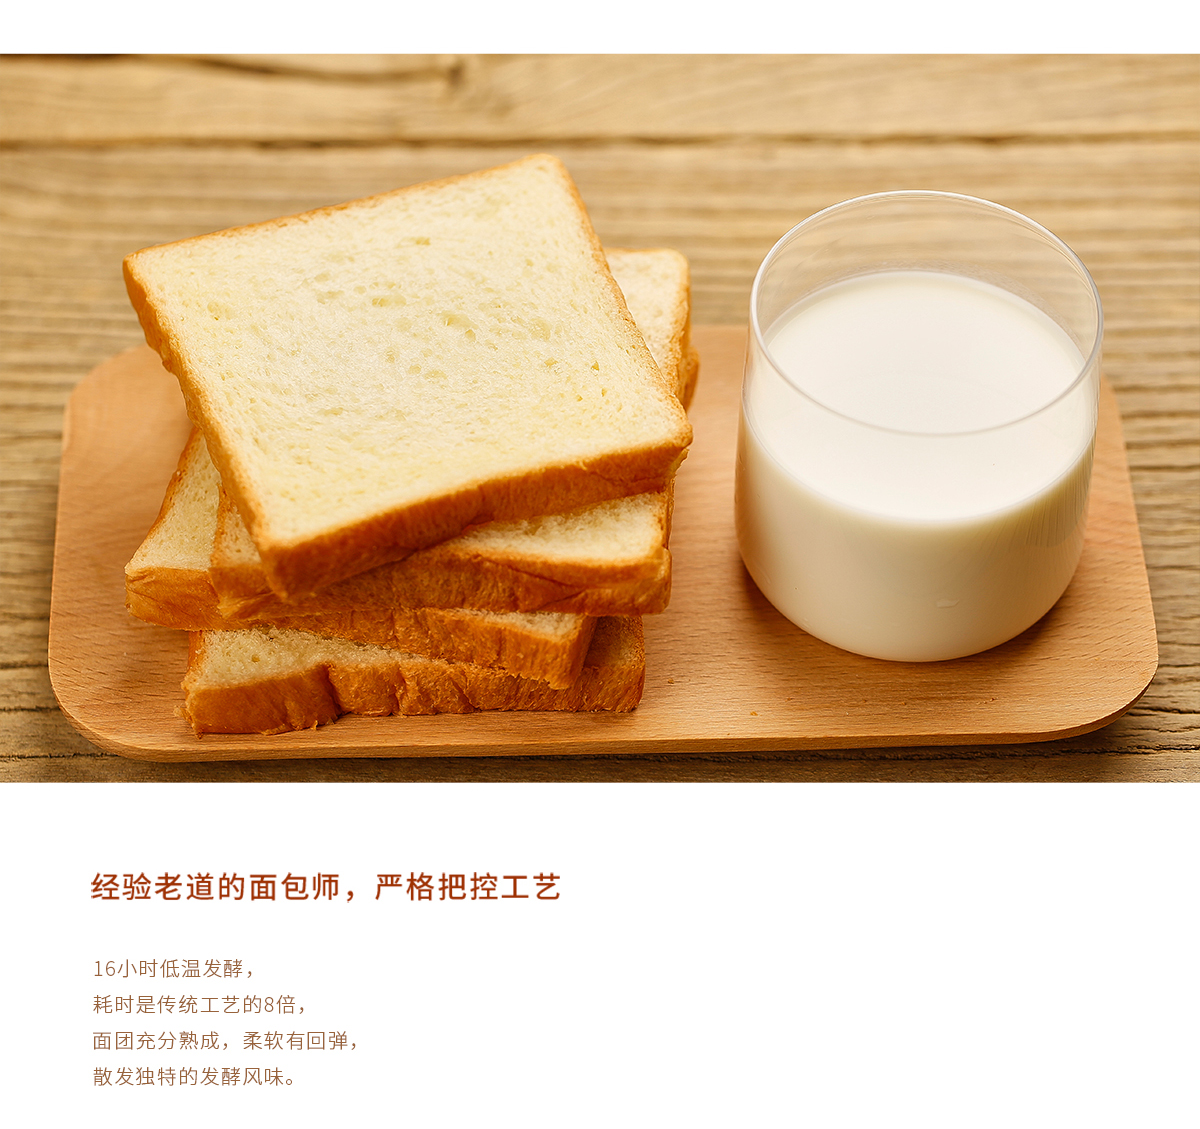 经验老道的面包师，严格把控工艺
16小时低温发酵，
耗时是传统工艺的8倍，
面团充分熟成，柔软有回弹，
散发独特的发酵风味。